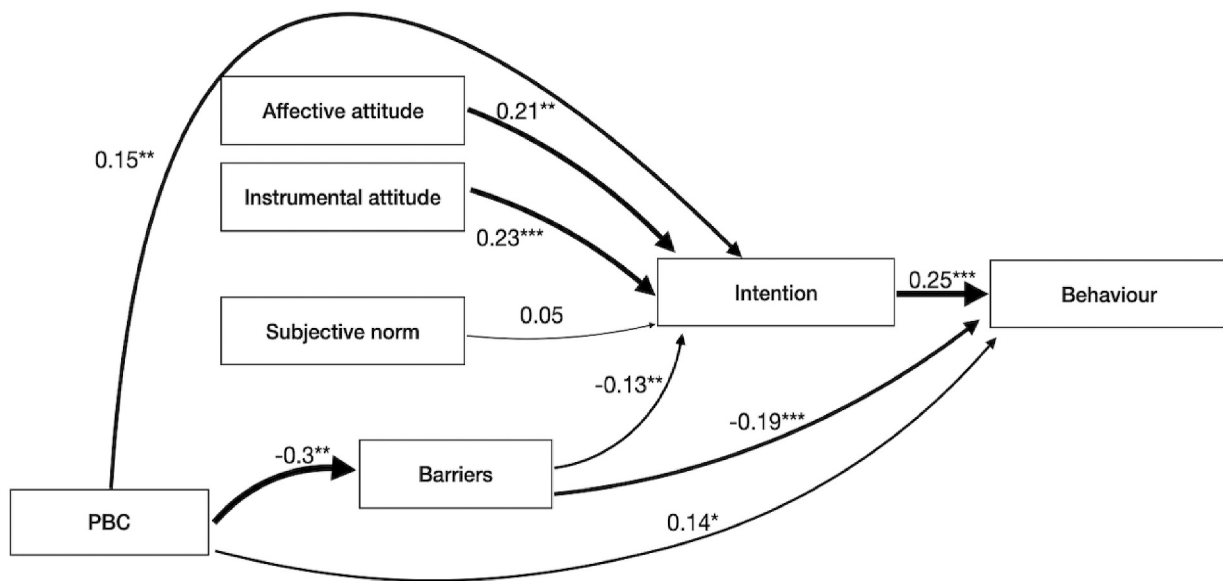 Affective attitude
0.21**
0.15**
Instrumental attitude
0.23***
Intention
0.25***
Behaviour
Subjective norm
0.05
-0.13**
-0.19***
-0.3**
Barriers
PBC
0.14*